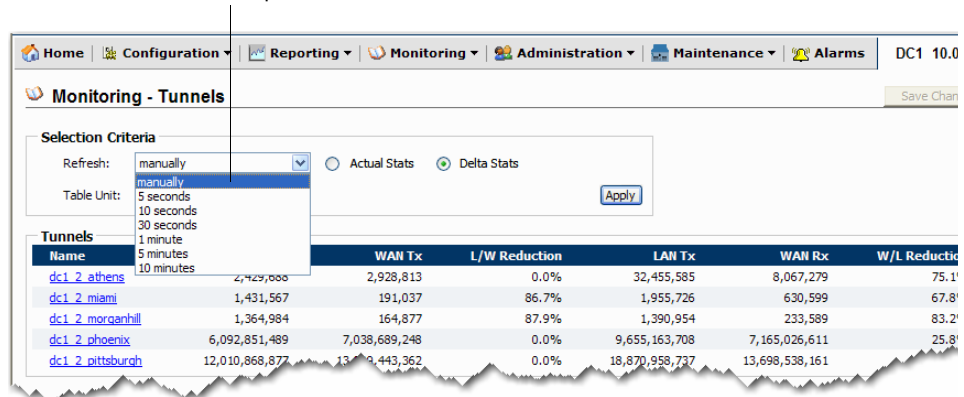 Home Configuration Reporting Monitoring Administration Maintenance Alarms DC1 10.0
Monitoring - Tunnels Save Chan
Selection Criteria
Refresh: manually Actual Stats Delta Stats
manually
Table Unit: 5 seconds Apply
10 seconds
30 seconds
1 minute
5 minutes
10 minutes
Tunnels
Name WAN Tx L/W Reduction LAN Tx WAN Rx W/L Reductio
dc1_2_athens 2,429,688 2,928,813 0.0% 32,455,585 8,067,279 75.1%
dc1_2_miami 1,431,567 191,037 86.7% 1,955,726 630,599 67.8
dc1_2_morganhill 1,364,984 164,877 87.9% 1,390,954 233,589 83.2
dc1_2_phoenix 6,092,851,489 7,038,689,248 0.0% 9,655,163,708 7,165,026,611 25.8
dc1_2_pittsburgh 12,010,868,877 0.0% 18,870,958,737 13,698,538,161